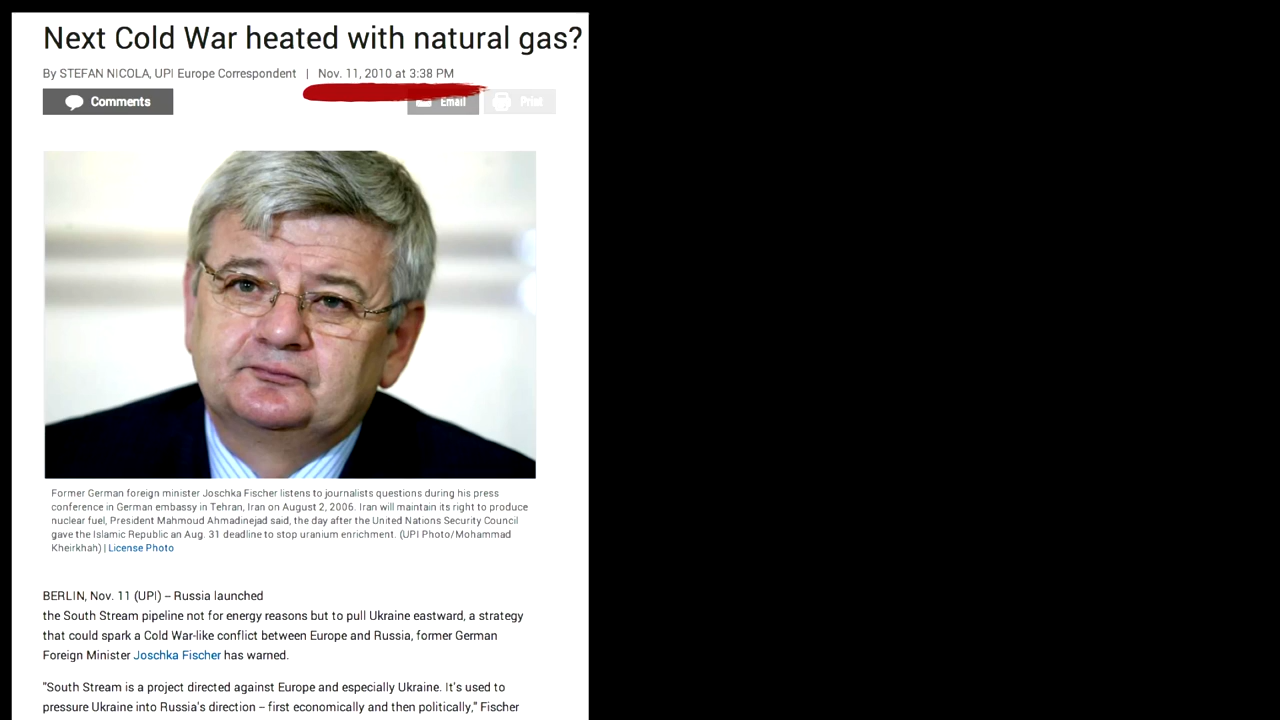 Next Cold War heated with natural gas?
By STEFAN NICOLA, UPI Europe Correspondent | Nov. 11, 2010 at 3:38 PM
Comments
Email
Print
Former German foreign minister Joschka Fischer listens to journalists questions during his press
conference in German embassy in Tehran, Iran on August 2, 2006. Iran will maintain its right to produce
nuclear fuel, President Mahmoud Ahmadinejad said, the day after the United Nations Security Council
gave the Islamic Republic an Aug. 31 deadline to stop uranium enrichment. (UPI Photo/Mohammad
Kheirkhah) | License Photo
BERLIN, Nov. 11 (UPI) – Russia launched
the South Stream pipeline not for energy reasons but to pull Ukraine eastward, a strategy
that could spark a Cold War-like conflict between Europe and Russia, former German
Foreign Minister Joschka Fischer has warned.
"South Stream is a project directed against Europe and especially Ukraine. It's used to
pressure Ukraine into Russia's direction – first economically and then politically," Fischer